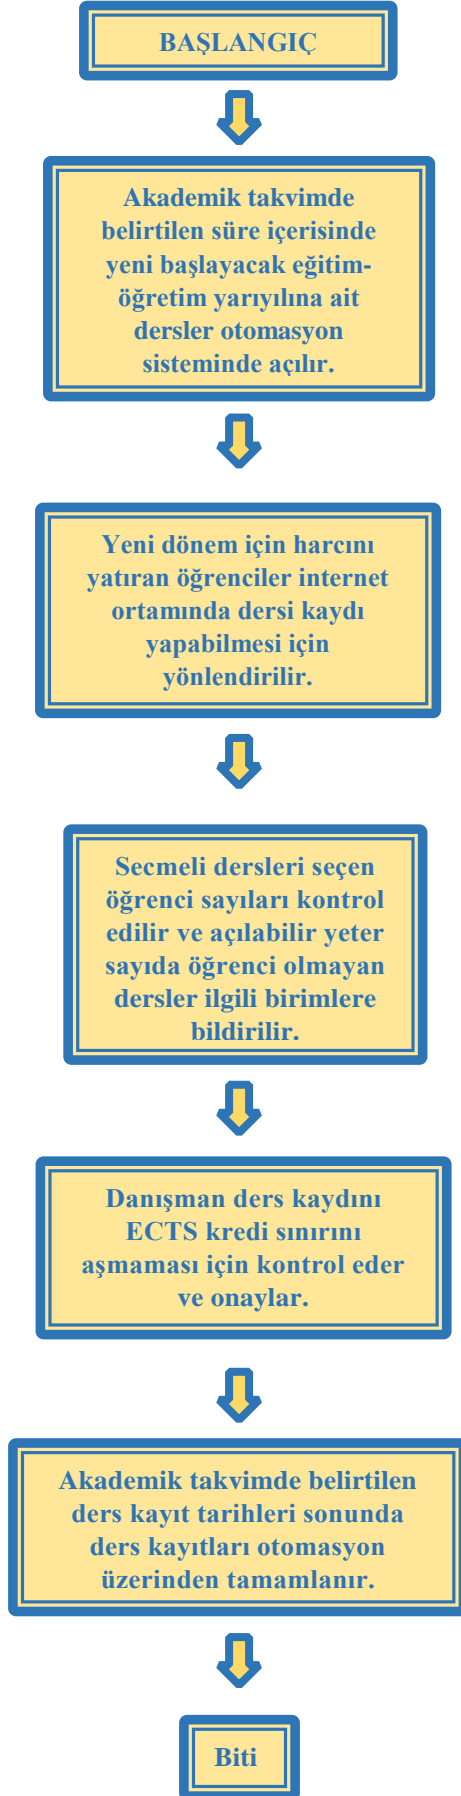 BAŞLANGIÇ
Akademik takvimde
belirtilen süre içerisinde
yeni başlayacak eğitim-
öğretim yarıyılına ait
dersler otomasyon
sisteminde açılır.
Yeni dönem için harcını
yatıran öğrenciler internet
ortamında dersi kaydı
yapabilmesi için
yönlendirilir.
Secmeli dersleri seçen
öğrenci sayıları kontrol
edilir ve açılabilir yeter
sayıda öğrenci olmayan
dersler ilgili birimlere
bildirilir.
Danışman ders kaydını
ECTS kredi sınırını
aşmaması için kontrol eder
ve onaylar.
Akademik takvimde belirtilen
ders kayıt tarihleri sonunda
ders kayıtları otomasyon
üzerinden tamamlanır.
Biti